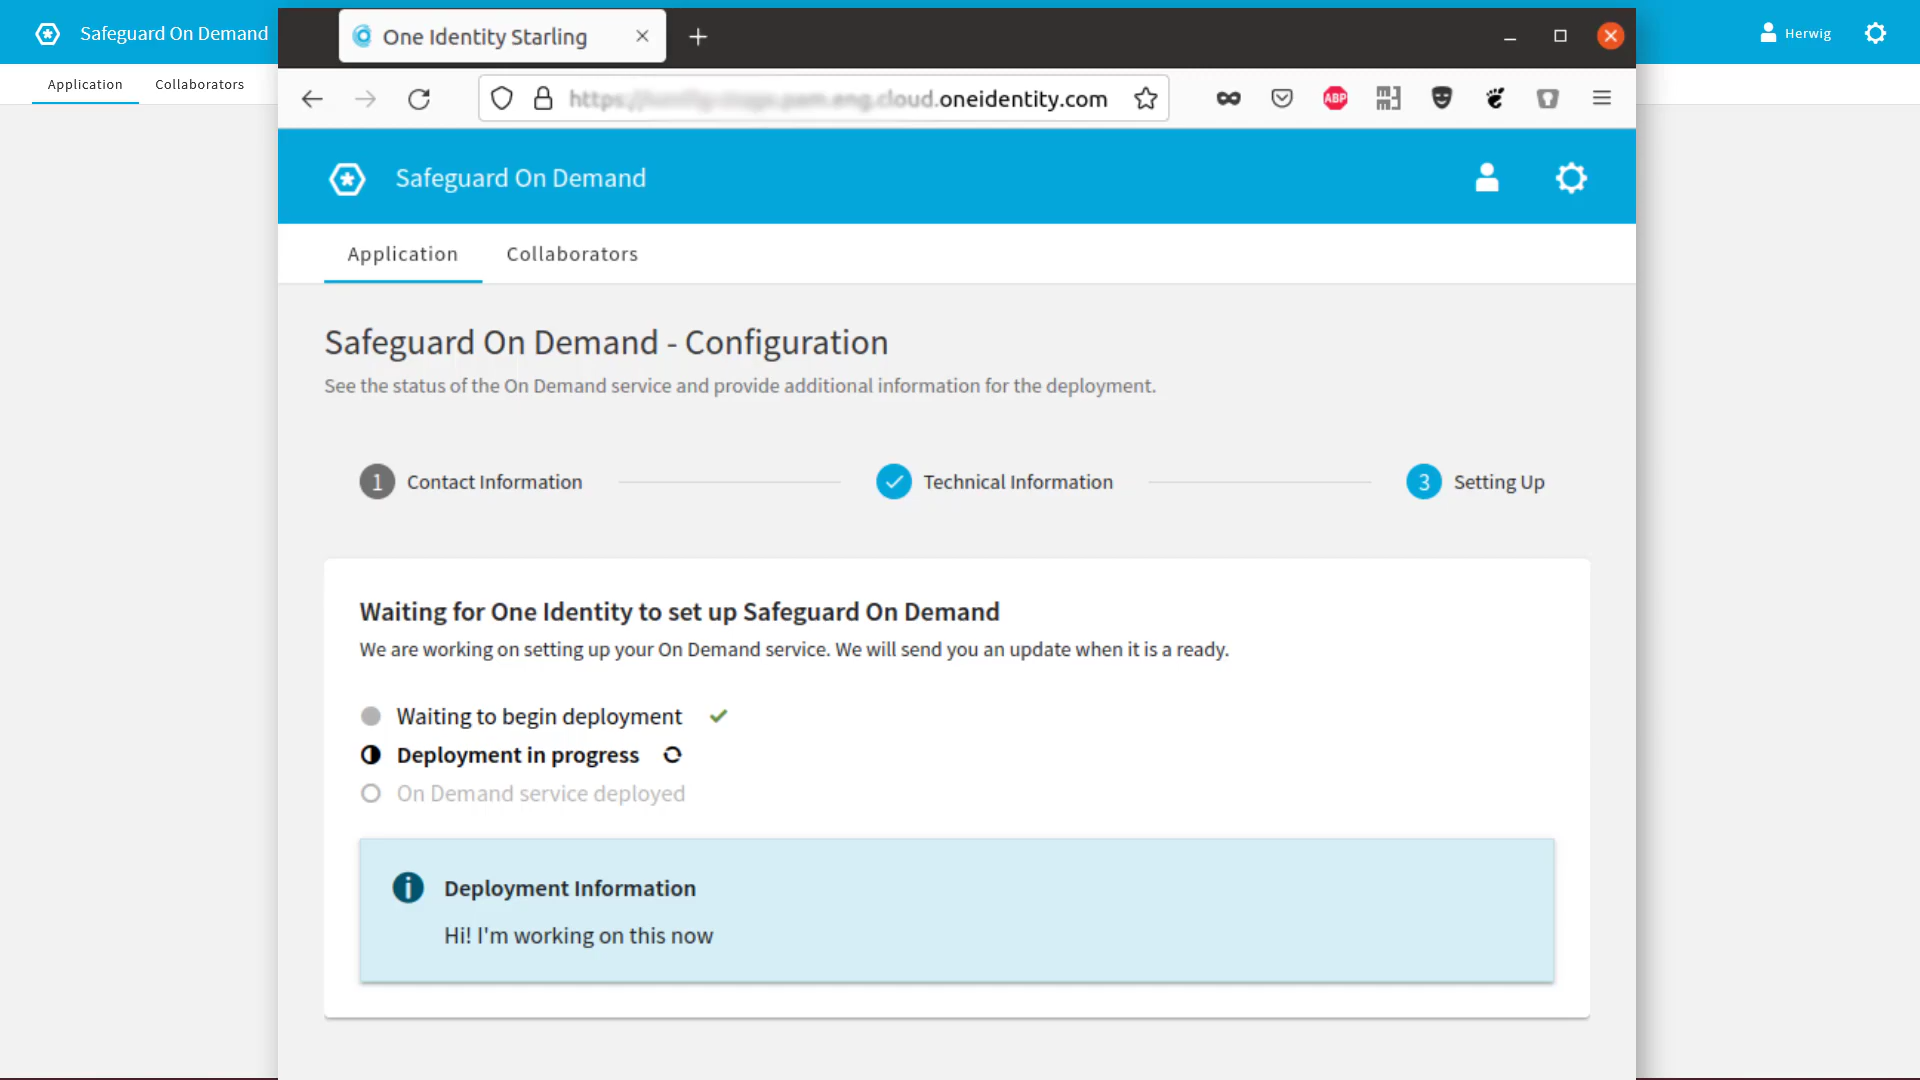 Safeguard On Demand
Herwig
Application
Collaborators
One Identity Starling
.cloud.oneidentity.com
ABP
Safeguard On Demand
Application
Collaborators
Safeguard On Demand - Configuration
See the status of the On Demand service and provide additional information for the deployment.
1 Contact Information
Technical Information
3 Setting Up
Waiting for One Identity to set up Safeguard On Demand
We are working on setting up your On Demand service. We will send you an update when it is a ready.
Waiting to begin deployment
Deployment in progress
On Demand service deployed
Deployment Information
Hi! I'm working on this now